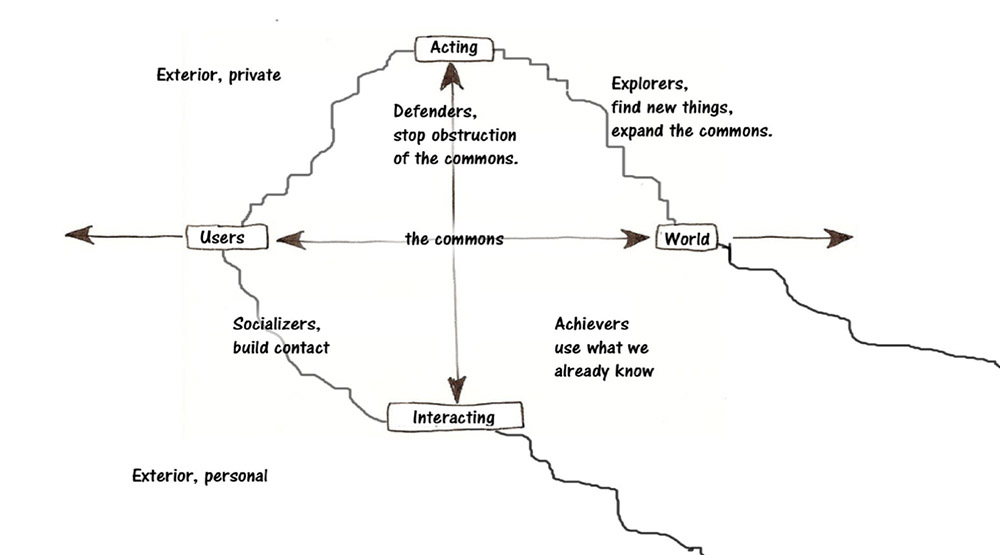 Acting
Exterior, private
Explorers,
find new things,
expand the commons.
Defenders,
stop obstruction
of the commons.
Users
the commons
World
Socializers,
build contact
Achievers
use what we
already know
Interacting
Exterior, personal